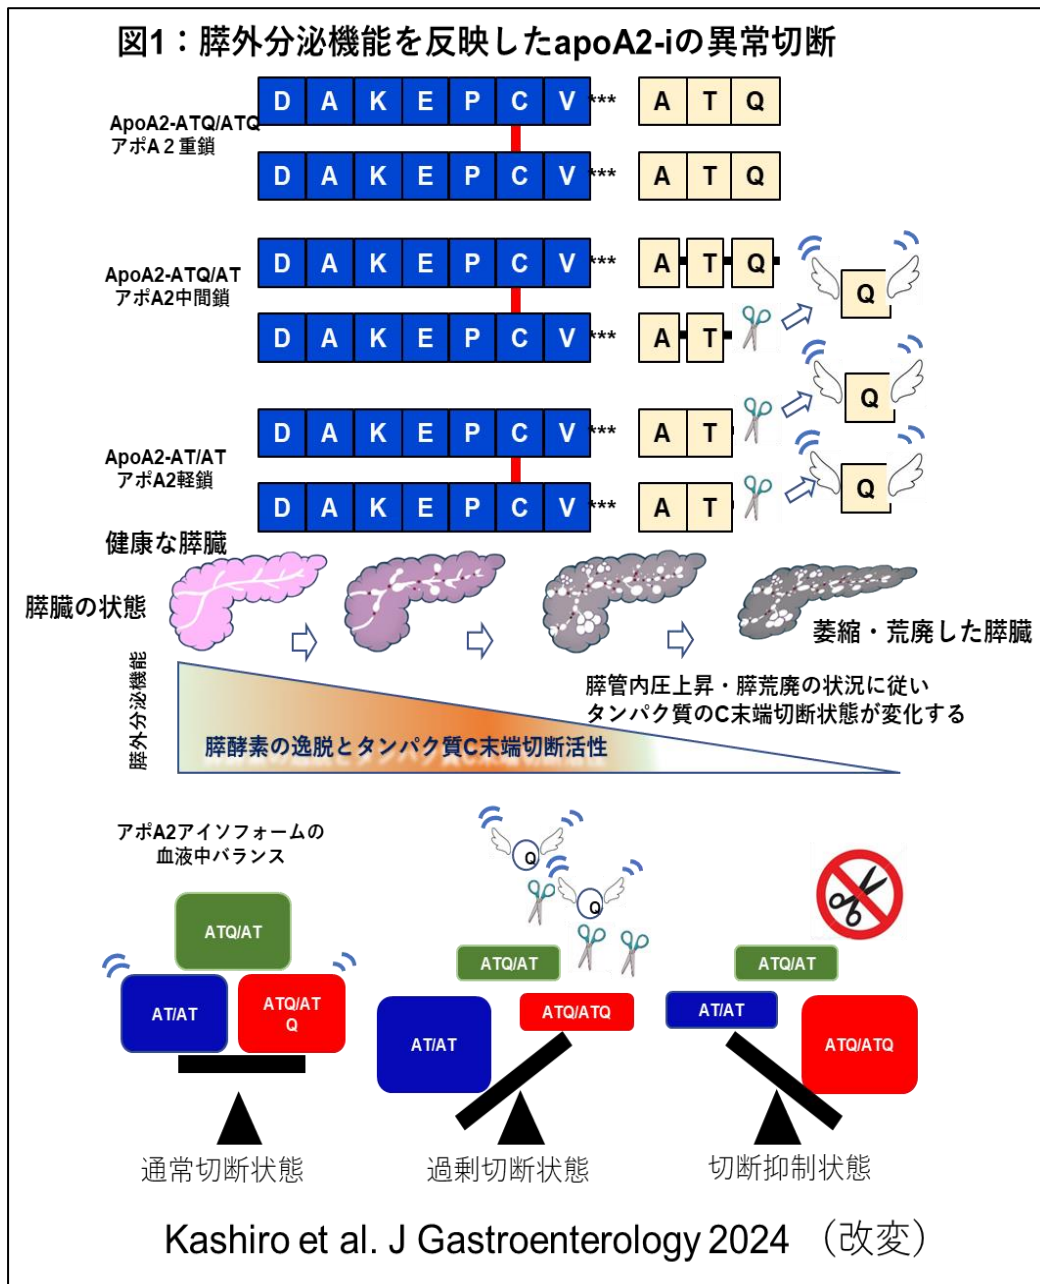 図1：膵外分泌機能を反映したapoA2-iの異常切断
D A K E P C V *** A T Q
ApoA2-ATQ/ATQ
アポA２重鎖
D A K E P C V *** A T Q
D A K E P C V *** A T Q
ApoA2-ATQ/AT
アポA2中間鎖
Q
D A K E P C V *** A T
Q
D A K E P C V *** A T
ApoA2-AT/AT
アポA2軽鎖
Q
D A K E P C V *** A T
健康な膵臓
膵臓の状態
萎縮・荒廃した膵臓
膵外分泌機能
膵管内圧上昇・膵荒廃の状況に従い
タンパク質のC末端切断状態が変化する
膵酵素の逸脱とタンパク質C末端切断活性
アポA2アイソフォームの
血液中バランス
Q
Q
ATQ/AT
AT/AT
ATQ/AT
Q
ATQ/AT
ATQ/ATQ
AT/AT
ATQ/AT
AT/AT
ATQ/ATQ
通常切断状態
過剰切断状態
切断抑制状態
Kashiro et al. J Gastroenterology 2024 （改変）